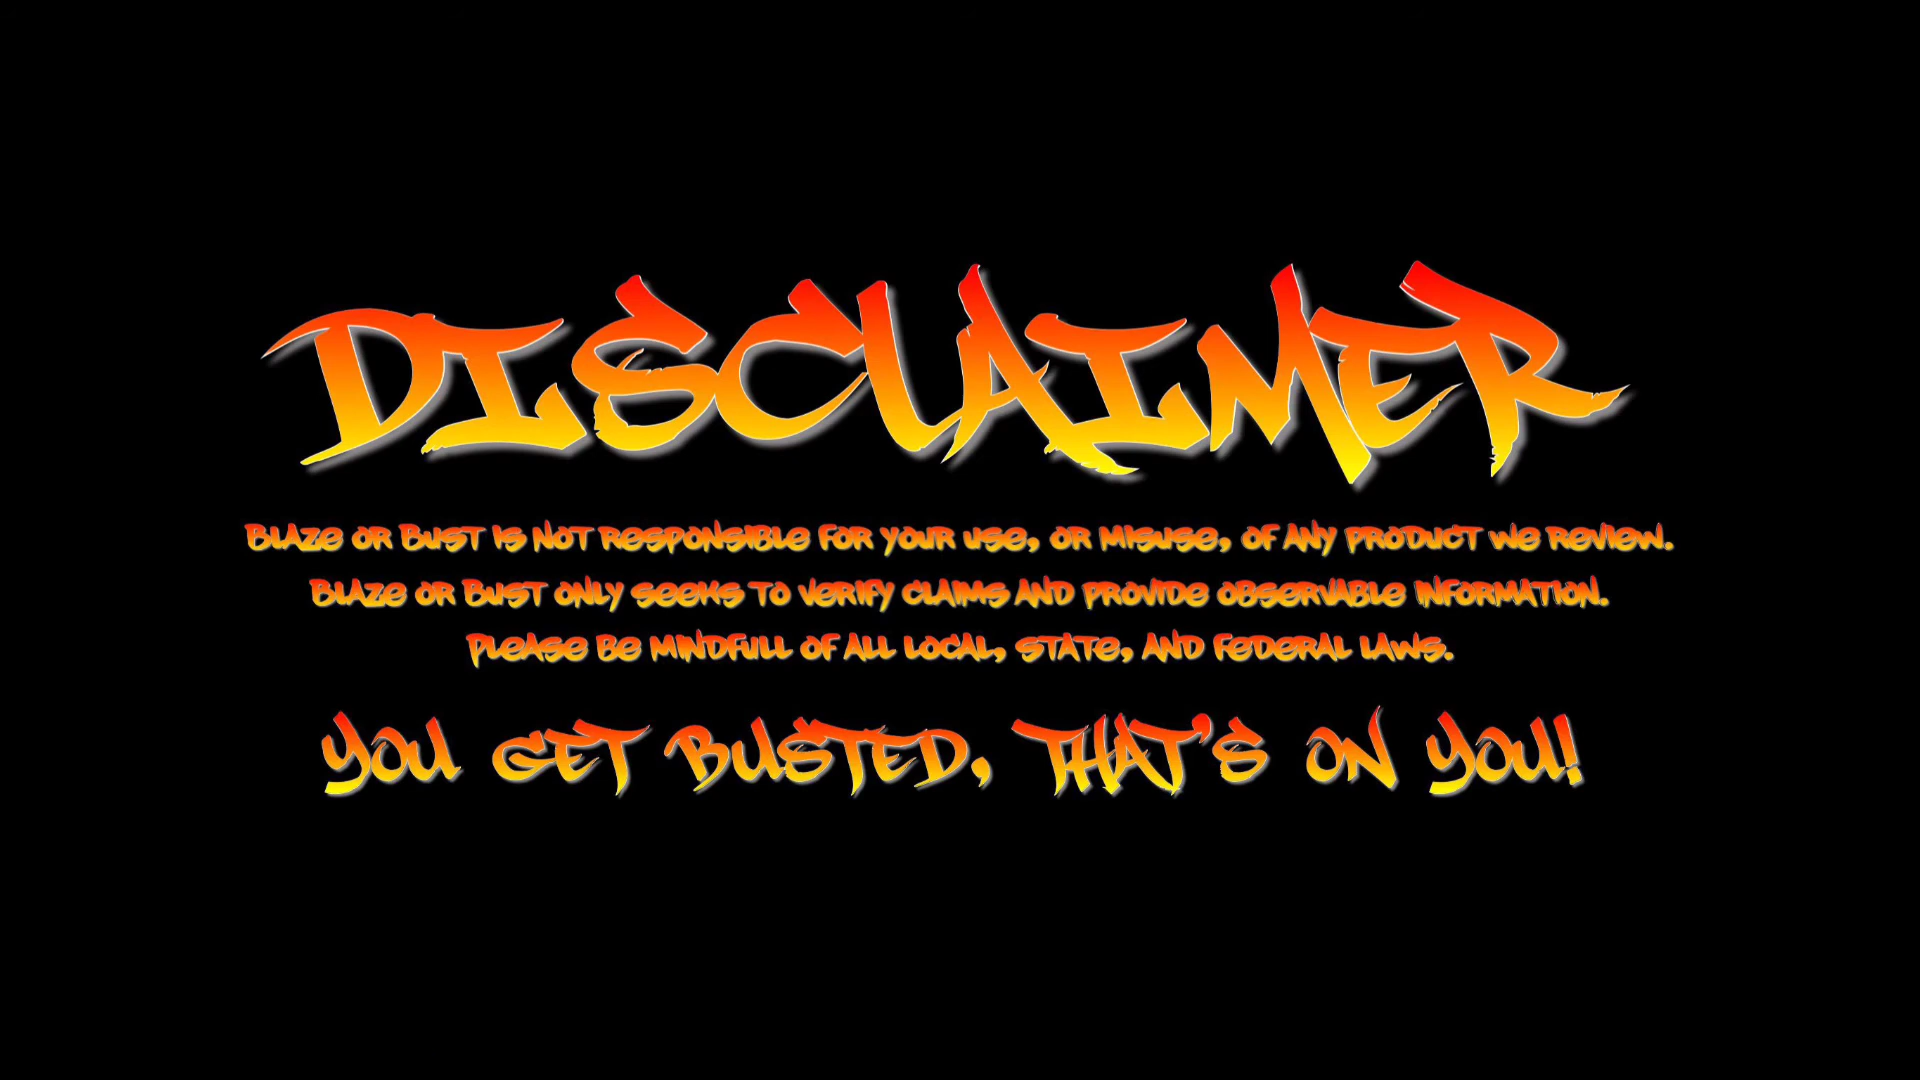 DISCLAIMER
Blaze or Bust is not responsible for your use, or misuse, of any product we review.
Blaze or Bust only seeks to verify claims and provide observable information.
Please be mindfull of all local, state, and federal laws.
YOU GET BUSTED, THAT'S ON YOU!